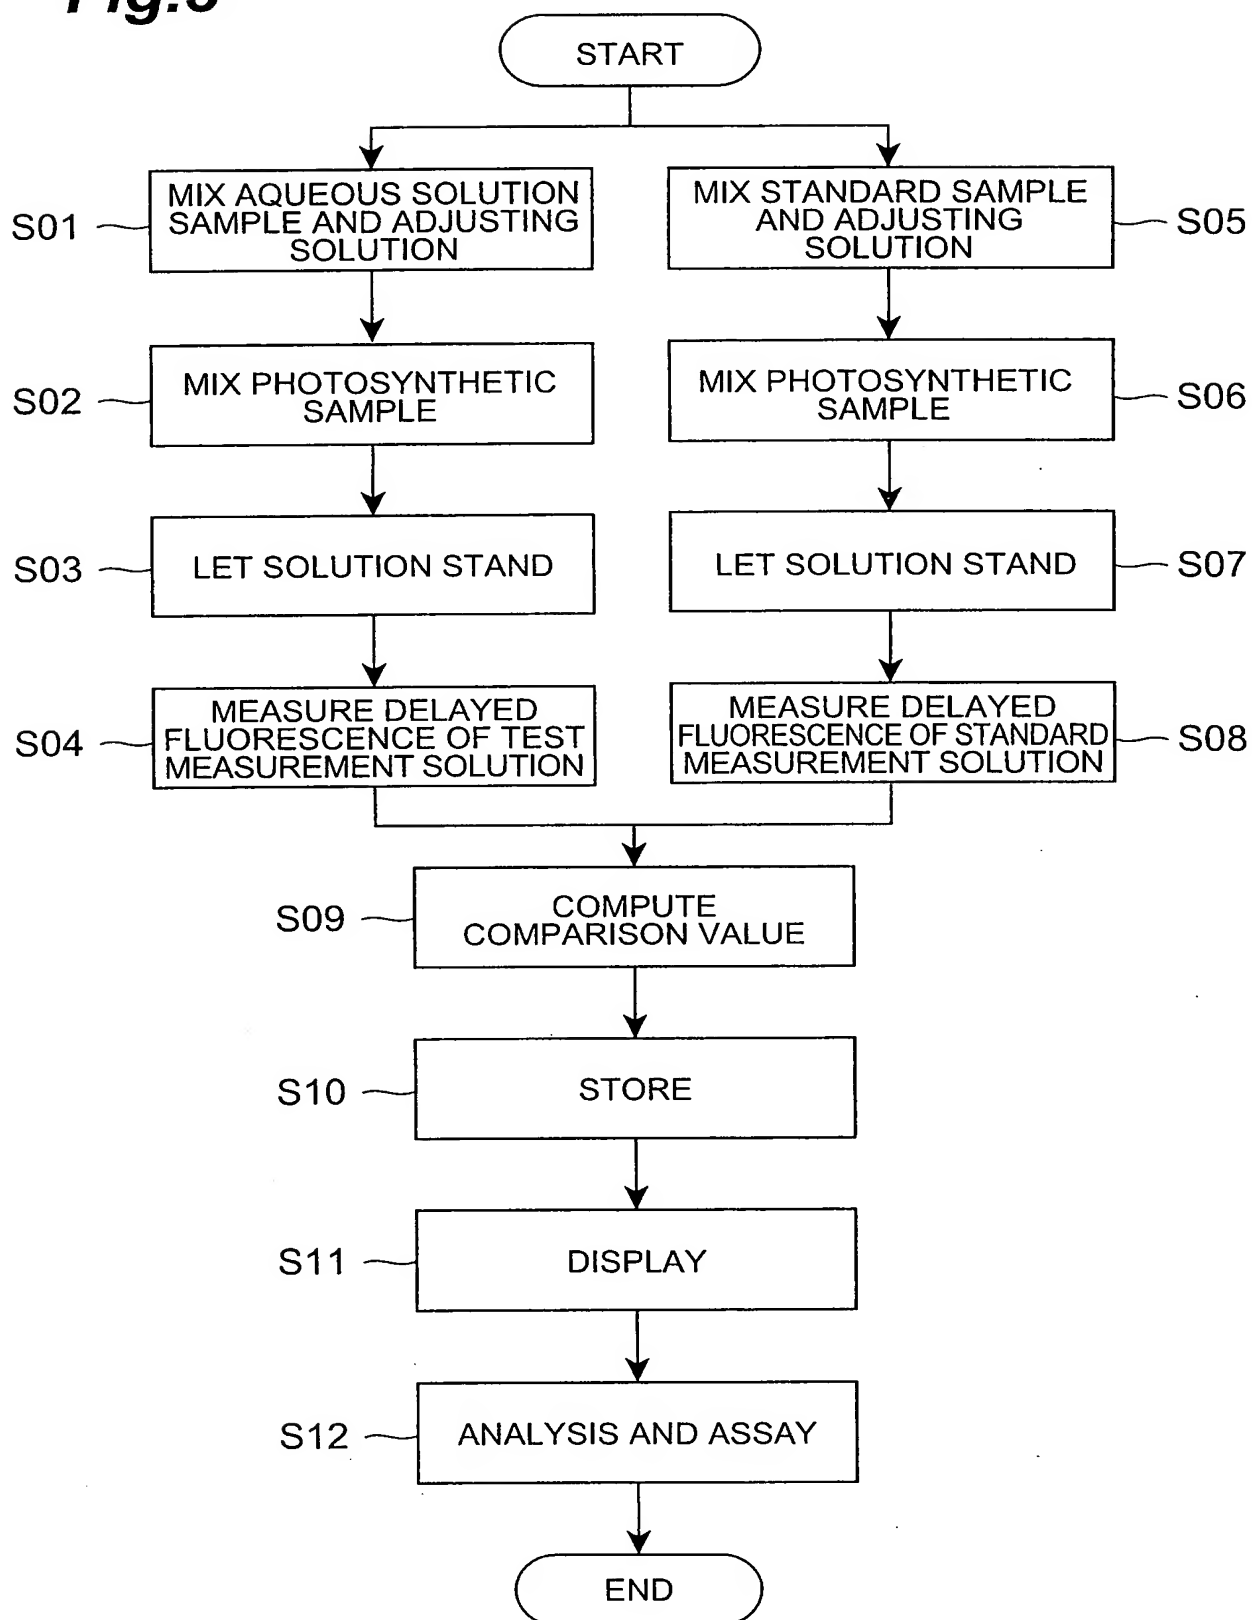 START
MIX AQUEOUS SOLUTION
SAMPLE AND ADJUSTING
SOLUTION
S01
MIX STANDARD SAMPLE
AND ADJUSTING
SOLUTION
S05
MIX PHOTOSYNTHETIC
SAMPLE
S02
MIX PHOTOSYNTHETIC
SAMPLE
S06
S03
LET SOLUTION STAND
LET SOLUTION STAND
S07
MEASURE DELAYED
FLUORESCENCE OF TEST
MEASUREMENT SOLUTION
S04
MEASURE DELAYED
FLUORESCENCE OF STANDARD
MEASUREMENT SOLUTION
S08
S09
COMPUTE
COMPARISON VALUE
S10
STORE
S11
DISPLAY
S12
ANALYSIS AND ASSAY
END